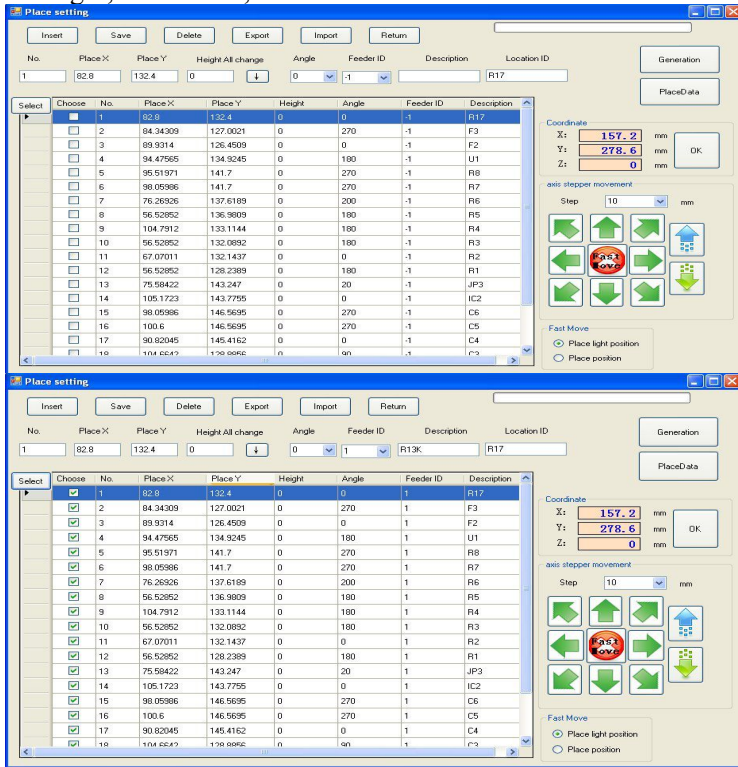 Place setting
Insert Save Delete Export Import Return
No. Place X Place Y Height All change Angle Feeder ID Description Location ID Generation
1 82.8 132.4 0 ↓ 0 -1 R17
PlaceData
Select Choose No. Place X Place Y Height Angle Feeder ID Description
1 82.8 132.4 0 0 -1 R17
2 84.34309 127.0021 0 270 -1 F3
3 89.9314 126.4509 0 0 -1 F2
4 94.47565 134.9245 0 180 -1 U1
5 95.51971 141.7 0 270 -1 R8
6 98.05986 141.7 0 270 -1 R7
7 76.26926 137.6189 0 200 -1 R6
8 56.52852 136.9809 0 180 -1 R5
9 104.7912 133.1144 0 180 -1 R4
10 56.52852 132.0892 0 180 -1 R3
11 67.07011 132.1437 0 0 -1 R2
12 56.52852 128.2389 0 180 -1 R1
13 75.58422 143.247 0 20 -1 JP3
14 105.1723 143.7755 0 0 -1 IC2
15 98.05986 146.5695 0 270 -1 C6
16 100.6 146.5695 0 270 -1 C5
17 90.82045 145.4162 0 0 -1 C4
18 104.6642 128.8856 0 90 -1 C3
Coordinate
X: 157.2 mm
Y: 278.6 mm OK
Z: 0 mm
axis stepper movement
Step 10 mm
Fast Move
Fast Move
Place light position
Place position
Place setting
Insert Save Delete Export Import Return
No. Place X Place Y Height All change Angle Feeder ID Description Location ID Generation
1 82.8 132.4 0 ↓ 0 1 R13K R17
PlaceData
Select Choose No. Place X Place Y Height Angle Feeder ID Description
1 82.8 132.4 0 0 1 R17
2 84.34309 127.0021 0 270 1 F3
3 89.9314 126.4509 0 0 1 F2
4 94.47565 134.9245 0 180 1 U1
5 95.51971 141.7 0 270 1 R8
6 98.05986 141.7 0 270 1 R7
7 76.26926 137.6189 0 200 1 R6
8 56.52852 136.9809 0 180 1 R5
9 104.7912 133.1144 0 180 1 R4
10 56.52852 132.0892 0 180 1 R3
11 67.07011 132.1437 0 0 1 R2
12 56.52852 128.2389 0 180 1 R1
13 75.58422 143.247 0 20 1 JP3
14 105.1723 143.7755 0 0 1 IC2
15 98.05986 146.5695 0 270 1 C6
16 100.6 146.5695 0 270 1 C5
17 90.82045 145.4162 0 0 1 C4
18 104.6642 128.8856 0 90 1 C3
Coordinate
X: 157.2 mm
Y: 278.6 mm OK
Z: 0 mm
axis stepper movement
Step 10 mm
Fast Move
Fast Move
Place light position
Place position